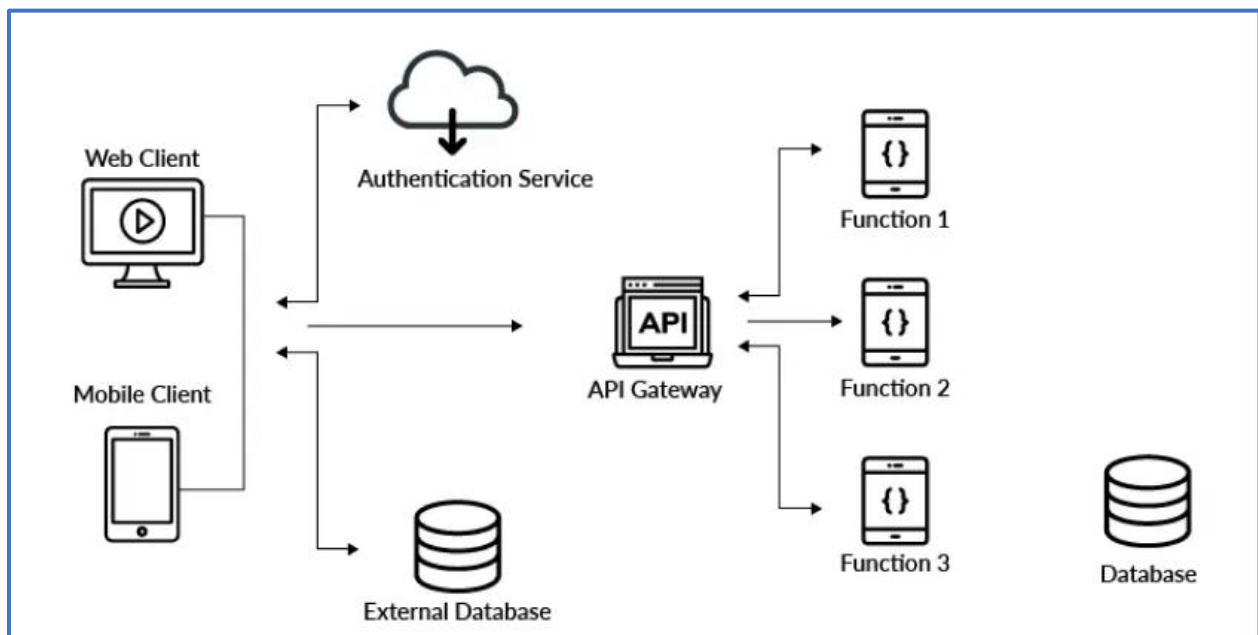 Web Client
Authentication Service
Mobile Client
External Database
API
API Gateway
{}
Function 1
{}
Function 2
{}
Function 3
Database